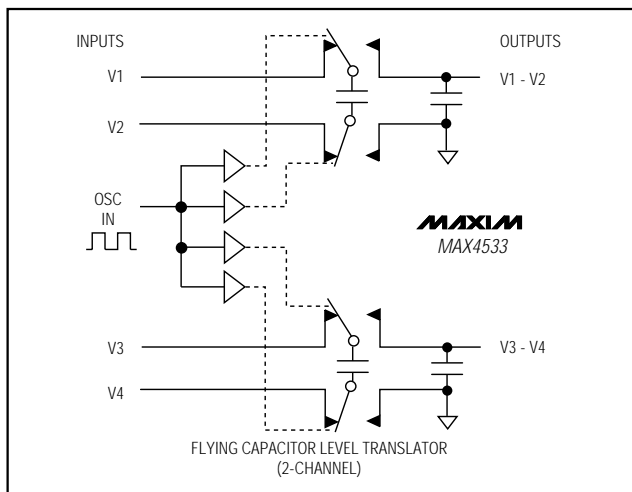 INPUTS
OUTPUTS
V1
V1 - V2
V2
OSC
IN
MAXIM
MAX4533
V3
V3 - V4
V4
FLYING CAPACITOR LEVEL TRANSLATOR
(2-CHANNEL)